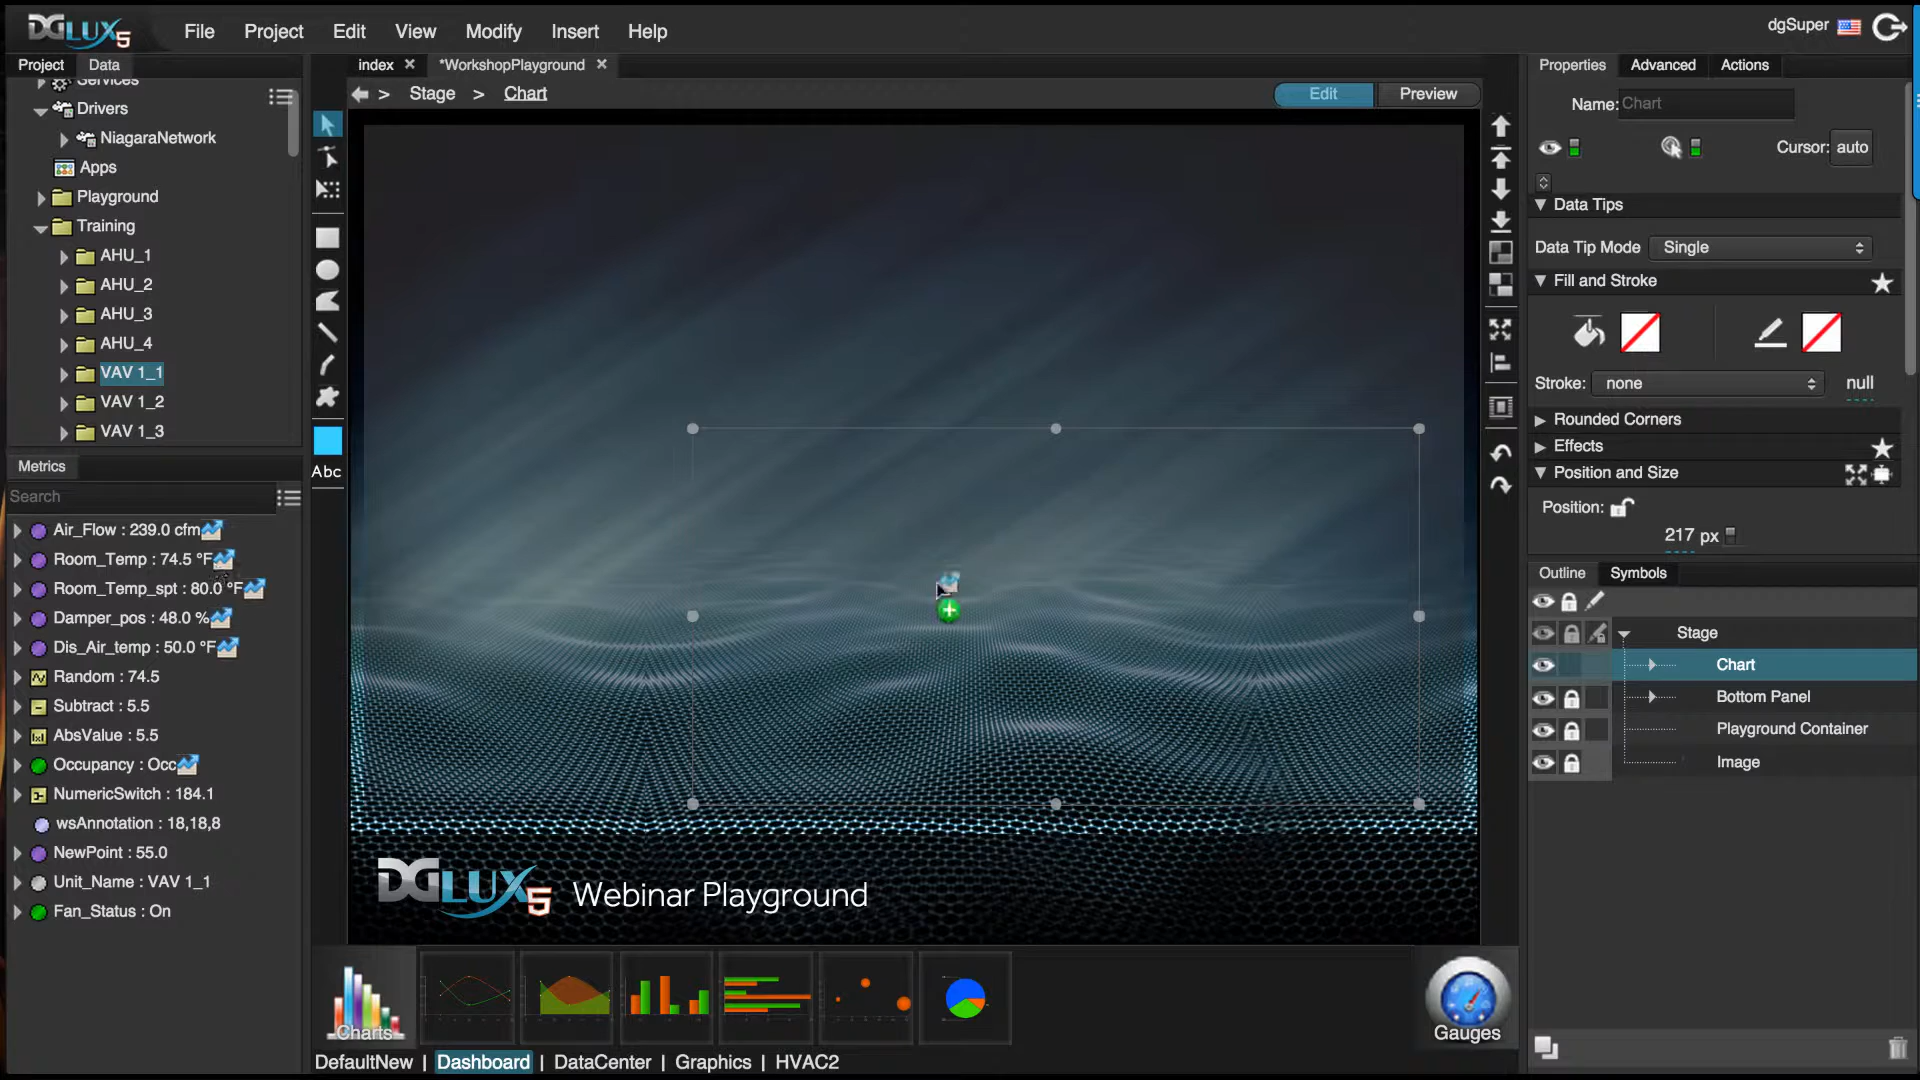 DGLUX5
File Project Edit View Modify Insert Help
dgSuper
Project Data
index *WorkshopPlayground
Properties Advanced Actions
Services
Drivers
NiagaraNetwork
Apps
Playground
Training
AHU_1
AHU_2
AHU_3
AHU_4
VAV 1_1
VAV 1_2
VAV 1_3
> Stage > Chart
Edit Preview
Name: Chart
Cursor: auto
Data Tips
Data Tip Mode Single
Fill and Stroke
Stroke: none null
Rounded Corners
Effects
Position and Size
Position:
217 px
Abc
Metrics
Search
Air_Flow : 239.0 cfm
Room_Temp : 74.5 °F
Room_Temp_spt : 80.0 °F
Damper_pos : 48.0 %
Dis_Air_temp : 50.0 °F
Random : 74.5
Subtract : 5.5
AbsValue : 5.5
Occupancy : Occ
NumericSwitch : 184.1
wsAnnotation : 18,18,8
NewPoint : 55.0
Unit_Name : VAV 1_1
Fan_Status : On
Outline Symbols
Stage
Chart
Bottom Panel
Playground Container
Image
DGLUX5 Webinar Playground
Charts
Gauges
DefaultNew | Dashboard | DataCenter | Graphics | HVAC2